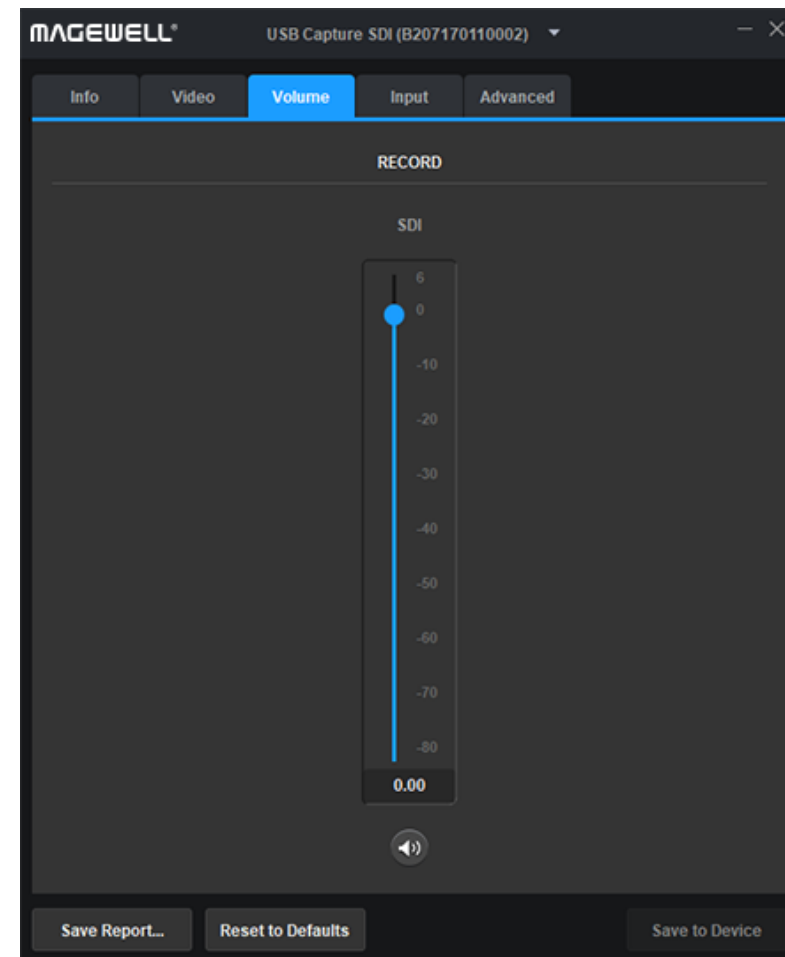 MAGEWELL® USB Capture SDI (B207170110002)
Info Video Volume Input Advanced
RECORD
SDI
6
0
-10
-20
-30
-40
-50
-60
-70
-80
0.00
Save Report... Reset to Defaults Save to Device